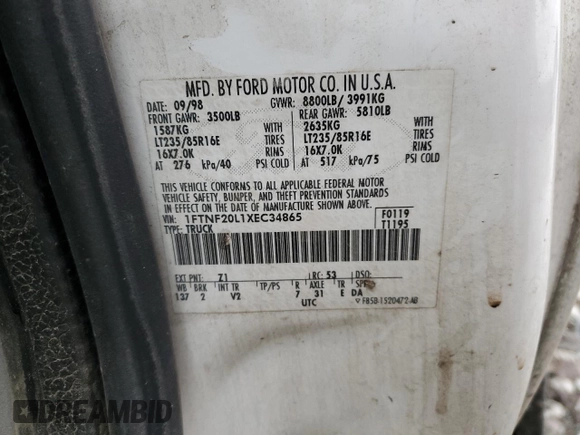 MFD. BY FORD MOTOR CO. IN U.S.A.
DATE: 09/98 GVWR: 8800LB/ 3991KG
FRONT GAWR: 3500LB REAR GAWR: 5810LB
1587KG WITH 2635KG WITH
LT235/85R16E TIRES LT235/85R16E TIRES
16X7.0K RIMS 16X7.0K RIMS
AT 276 kPa/40 PSI COLD AT 517 kPa/75 PSI COLD
THIS VEHICLE CONFORMS TO ALL APPLICABLE FEDERAL MOTOR
VEHICLE SAFETY, BUMPER, AND THEFT PREVENTION STANDARDS
IN EFFECT ON THE DATE OF MANUFACTURE SHOWN ABOVE.
VIN: 1FTNF20L1XEC34865 F0119
TYPE: TRUCK T1195
EXT PNT: Z1 RC: 53 DSO:
WB BRK INT TR TP/PS R AXLE TR SPR
137 2 V2 7 31 E DA
UTC F85B-1520472-AB
DREAMBID